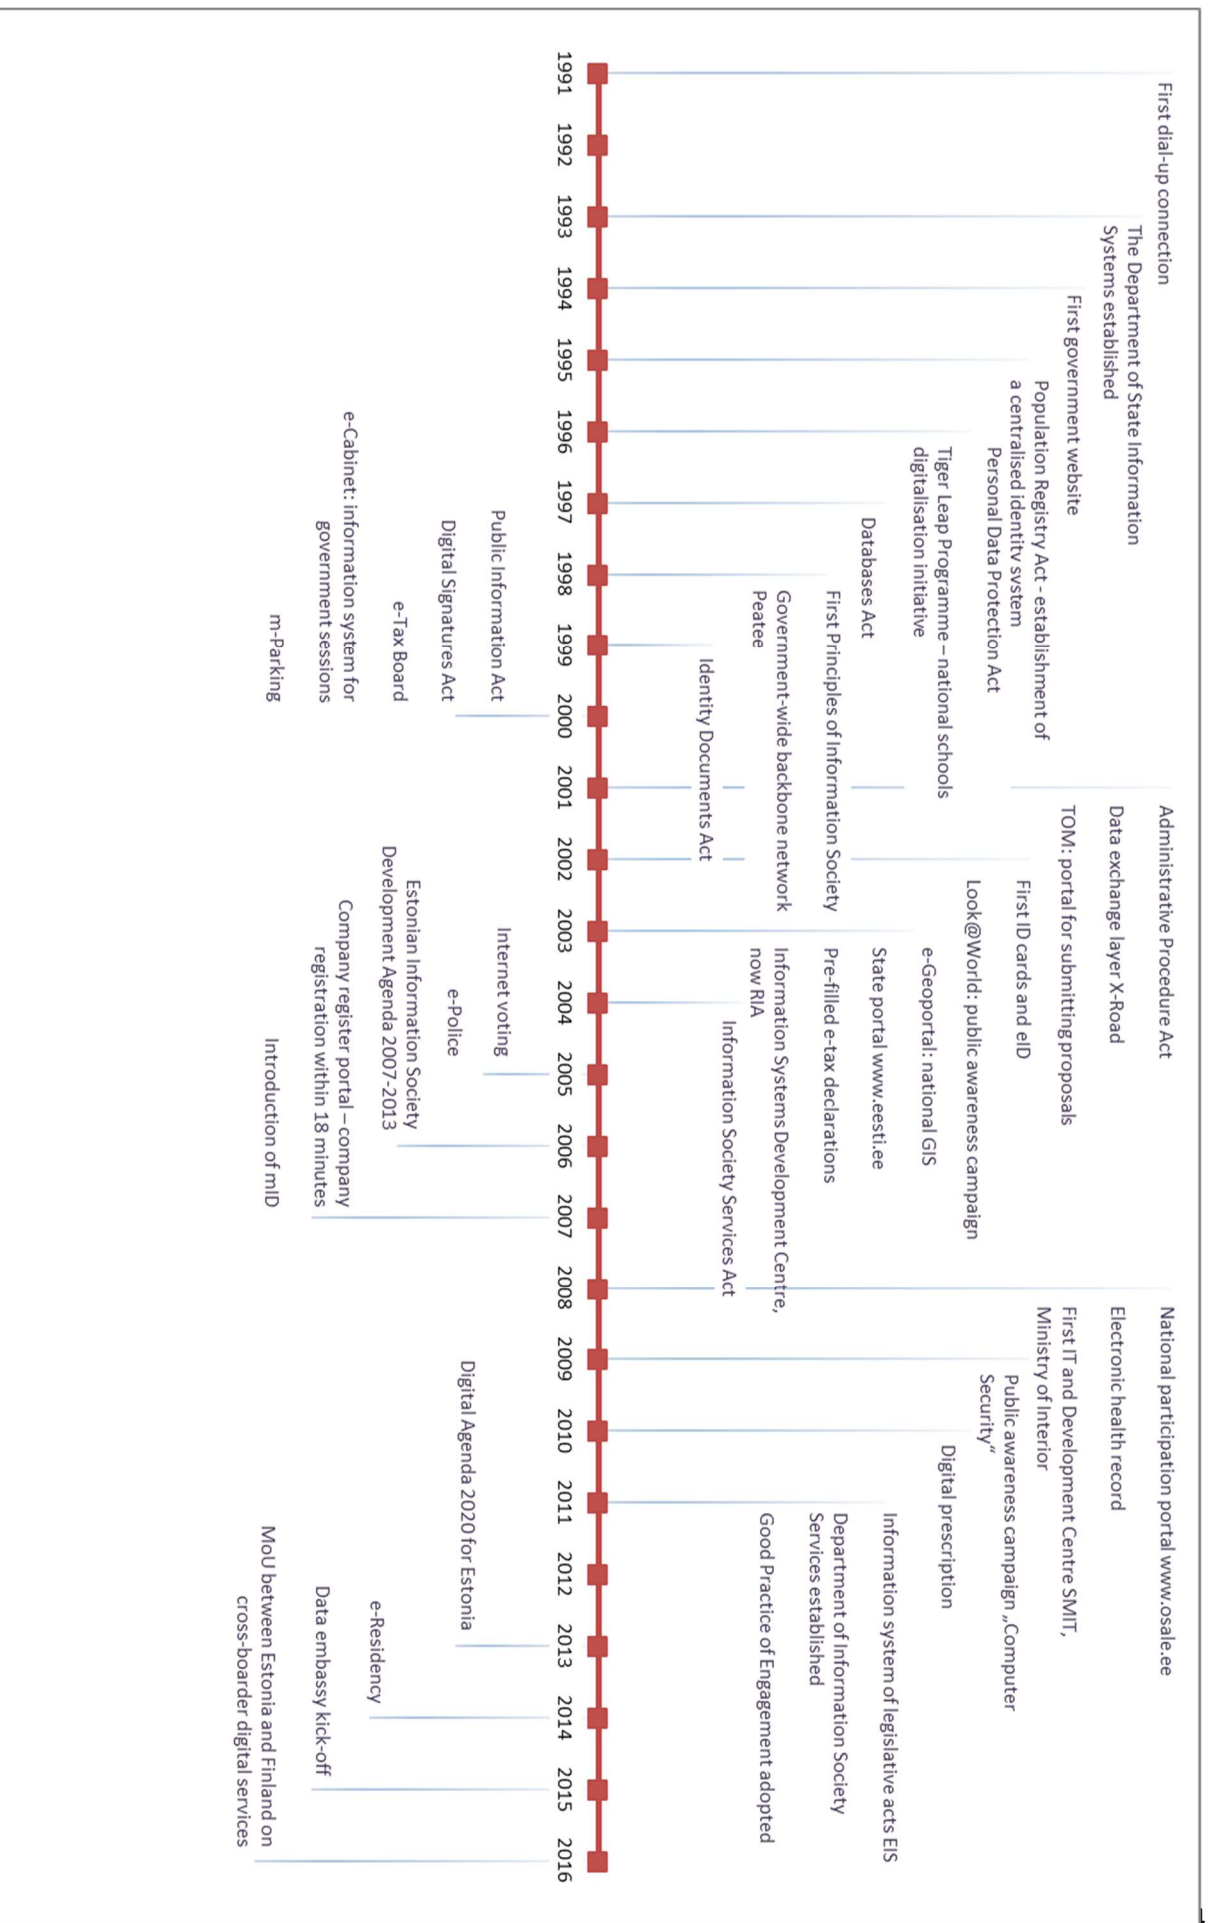 First dial-up connection
The Department of State Information
Systems established
First government website
Population Registry Act - establishment of
a centralised identity system
Personal Data Protection Act
Tiger Leap Programme – national schools
digitalisation initiative
Databases Act
First Principles of Information Society
Government-wide backbone network
Peatee
Identity Documents Act
Administrative Procedure Act
Data exchange layer X-Road
TOM: portal for submitting proposals
First ID cards and eID
Look@World: public awareness campaign
e-Geoportal: national GIS
State portal www.eesti.ee
Pre-filled e-tax declarations
Information Systems Development Centre,
now RIA
Information Society Services Act
National participation portal www.osale.ee
Electronic health record
First IT and Development Centre SMIT,
Ministry of Interior
Public awareness campaign „Computer
Security“
Digital prescription
Information system of legislative acts EIS
Department of Information Society
Services established
Good Practice of Engagement adopted
1991 1992 1993 1994 1995 1996 1997 1998 1999 2000 2001 2002 2003 2004 2005 2006 2007 2008 2009 2010 2011 2012 2013 2014 2015 2016
Public Information Act
Digital Signatures Act
e-Tax Board
e-Cabinet: information system for
government sessions
m-Parking
Internet voting
e-Police
Estonian Information Society
Development Agenda 2007-2013
Company register portal – company
registration within 18 minutes
Introduction of mID
Digital Agenda 2020 for Estonia
e-Residency
Data embassy kick-off
MoU between Estonia and Finland on
cross-boarder digital services